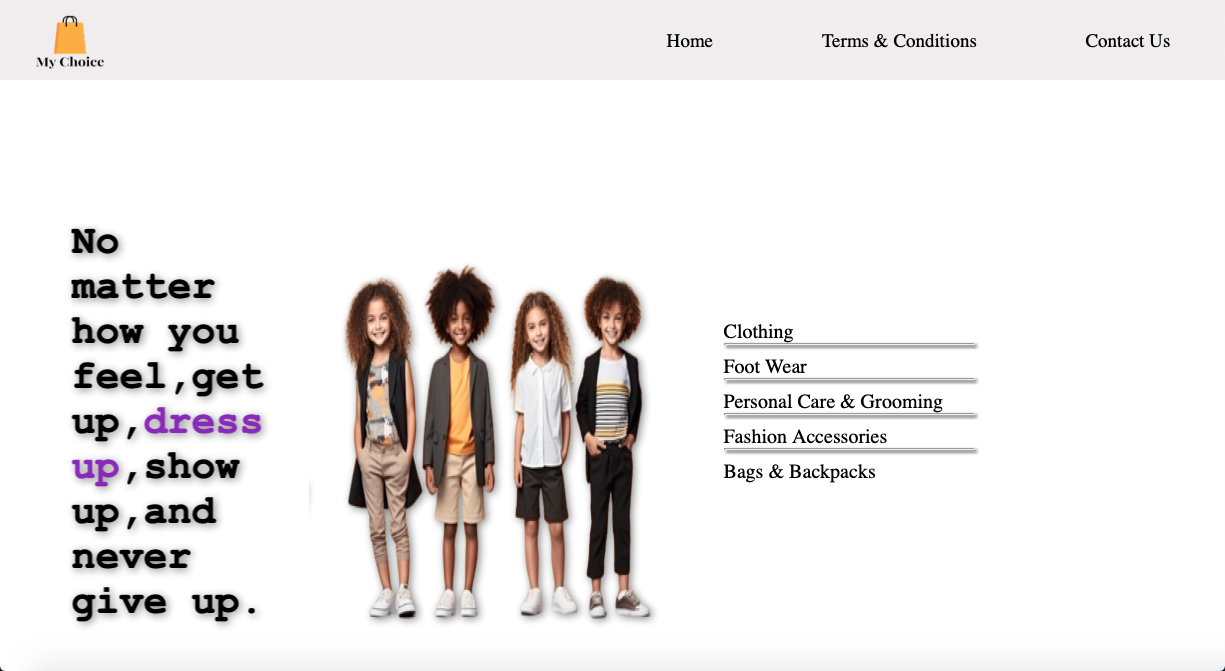 My Choice
Home
Terms & Conditions
Contact Us
No
matter
how you
feel,get
up,dress
up,show
up,and
never
give up.
Clothing
Foot Wear
Personal Care & Grooming
Fashion Accessories
Bags & Backpacks